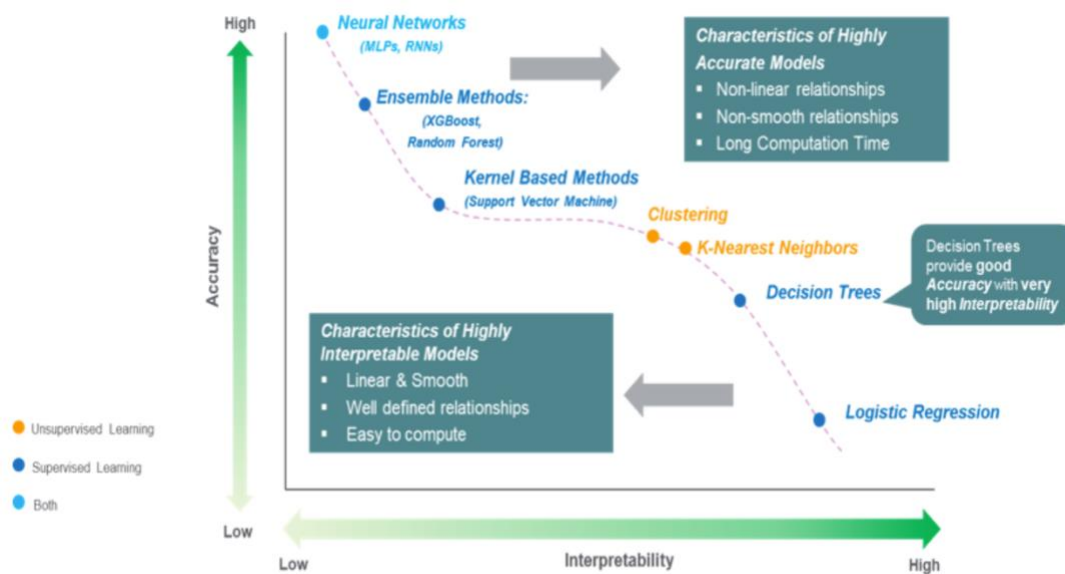 High
Neural Networks
(MLPs, RNNs)
Characteristics of Highly
Accurate Models
▪ Non-linear relationships
▪ Non-smooth relationships
▪ Long Computation Time
Ensemble Methods:
(XGBoost,
Random Forest)
Kernel Based Methods
(Support Vector Machine)
Clustering
K-Nearest Neighbors
Decision Trees
Decision Trees
provide good
Accuracy with very
high Interpretability
Accuracy
Characteristics of Highly
Interpretable Models
▪ Linear & Smooth
▪ Well defined relationships
▪ Easy to compute
Logistic Regression
Unsupervised Learning
Supervised Learning
Both
Low
Low
Interpretability
High